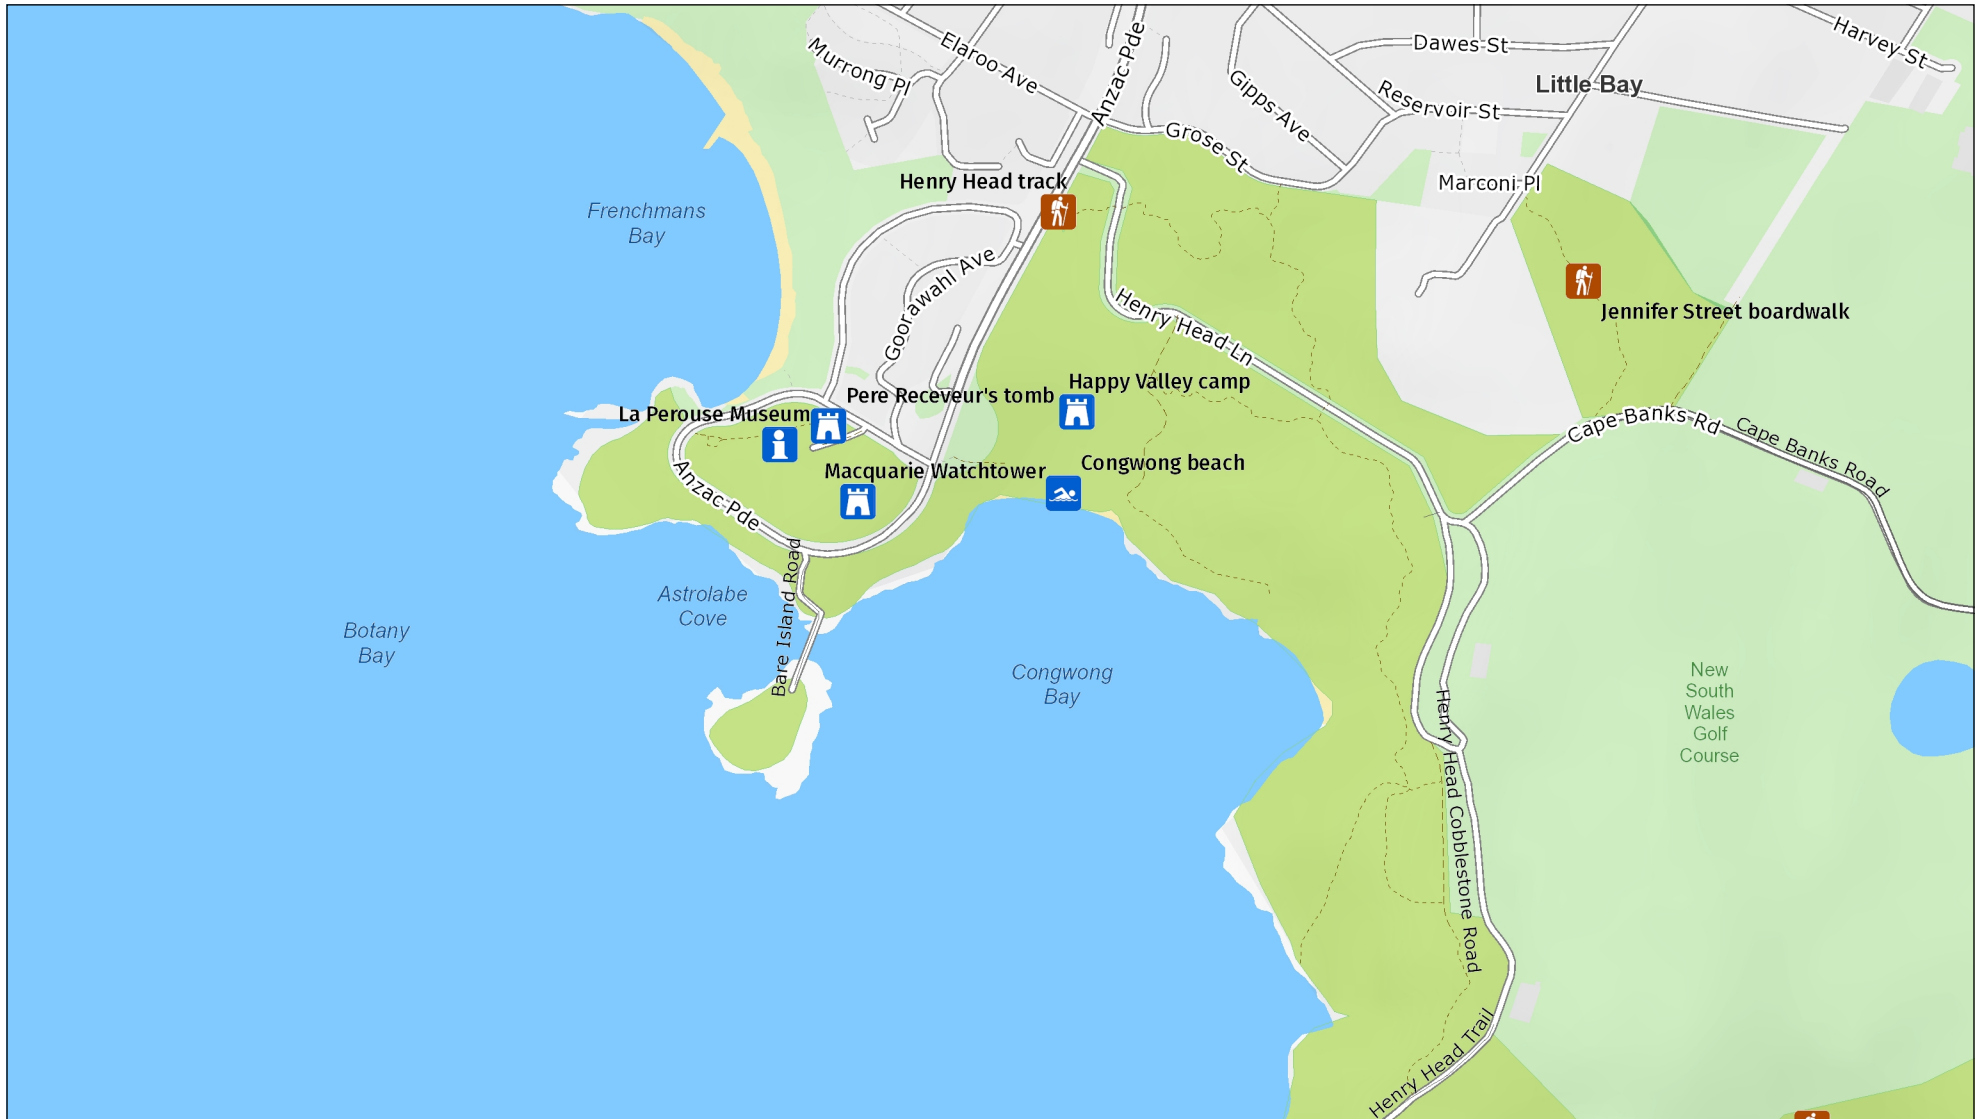 Harvey St
Elaroo Ave
Murrong Pl
Anzac Pde
Dawes St
Gipps Ave
Reservoir St
Little Bay
Grose St
Henry Head track
Marconi Pl
Frenchmans
Bay
Goorawahl Ave
Henry Head Ln
Jennifer Street boardwalk
Happy Valley camp
Pere Receveur's tomb
La Perouse Museum
Cape Banks Rd
Cape Banks Road
Macquarie Watchtower
Congwong beach
Anzac Pde
Bare Island Road
Astrolabe
Cove
Botany
Bay
Congwong
Bay
New
South
Wales
Golf
Course
Henry Head Cobblestone Road
Henry Head Trail